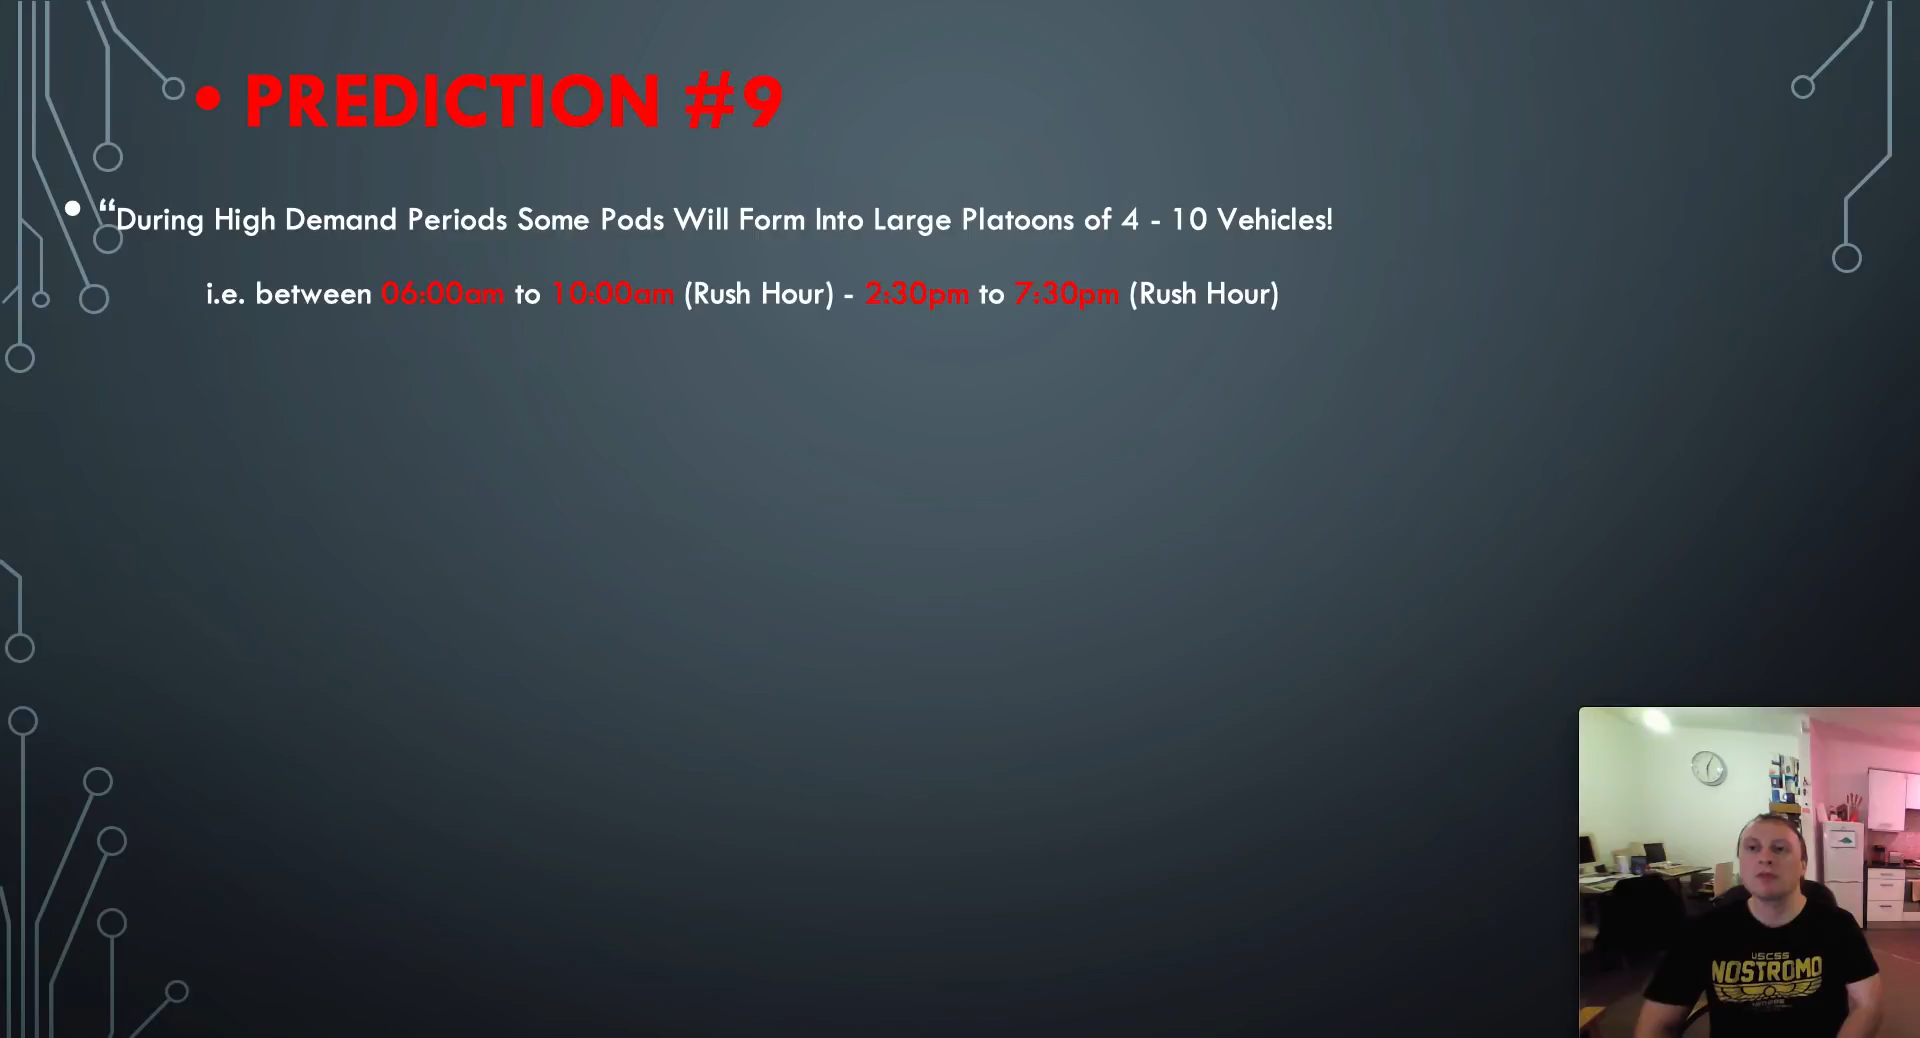 • PREDICTION #9
• “During High Demand Periods Some Pods Will Form Into Large Platoons of 4 - 10 Vehicles!
i.e. between 06:00am to 10:00am (Rush Hour) - 2:30pm to 7:30pm (Rush Hour)
USCSS
NOSTROMO